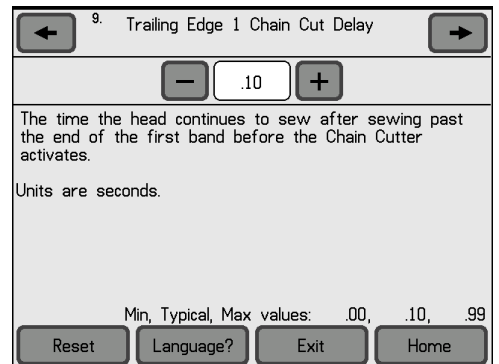 9. Trailing Edge 1 Chain Cut Delay
− .10 +
The time the head continues to sew after sewing past
the end of the first band before the Chain Cutter
activates.
Units are seconds.
Min, Typical, Max values: .00, .10, .99
Reset Language? Exit Home